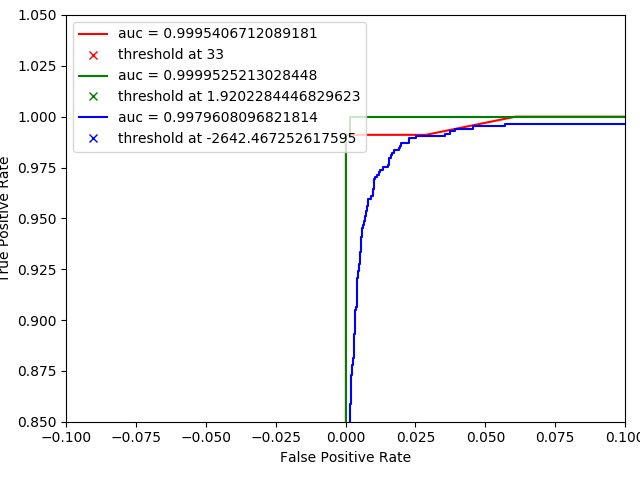 1.050
1.025
1.000
0.975
0.950
0.925
0.900
0.875
0.850
True Positive Rate
auc = 0.9995406712089181
threshold at 33
auc = 0.9999525213028448
threshold at 1.9202284446829623
auc = 0.9979608096821814
threshold at -2642.467252617595
−0.100 −0.075 −0.050 −0.025 0.000 0.025 0.050 0.075 0.100
False Positive Rate